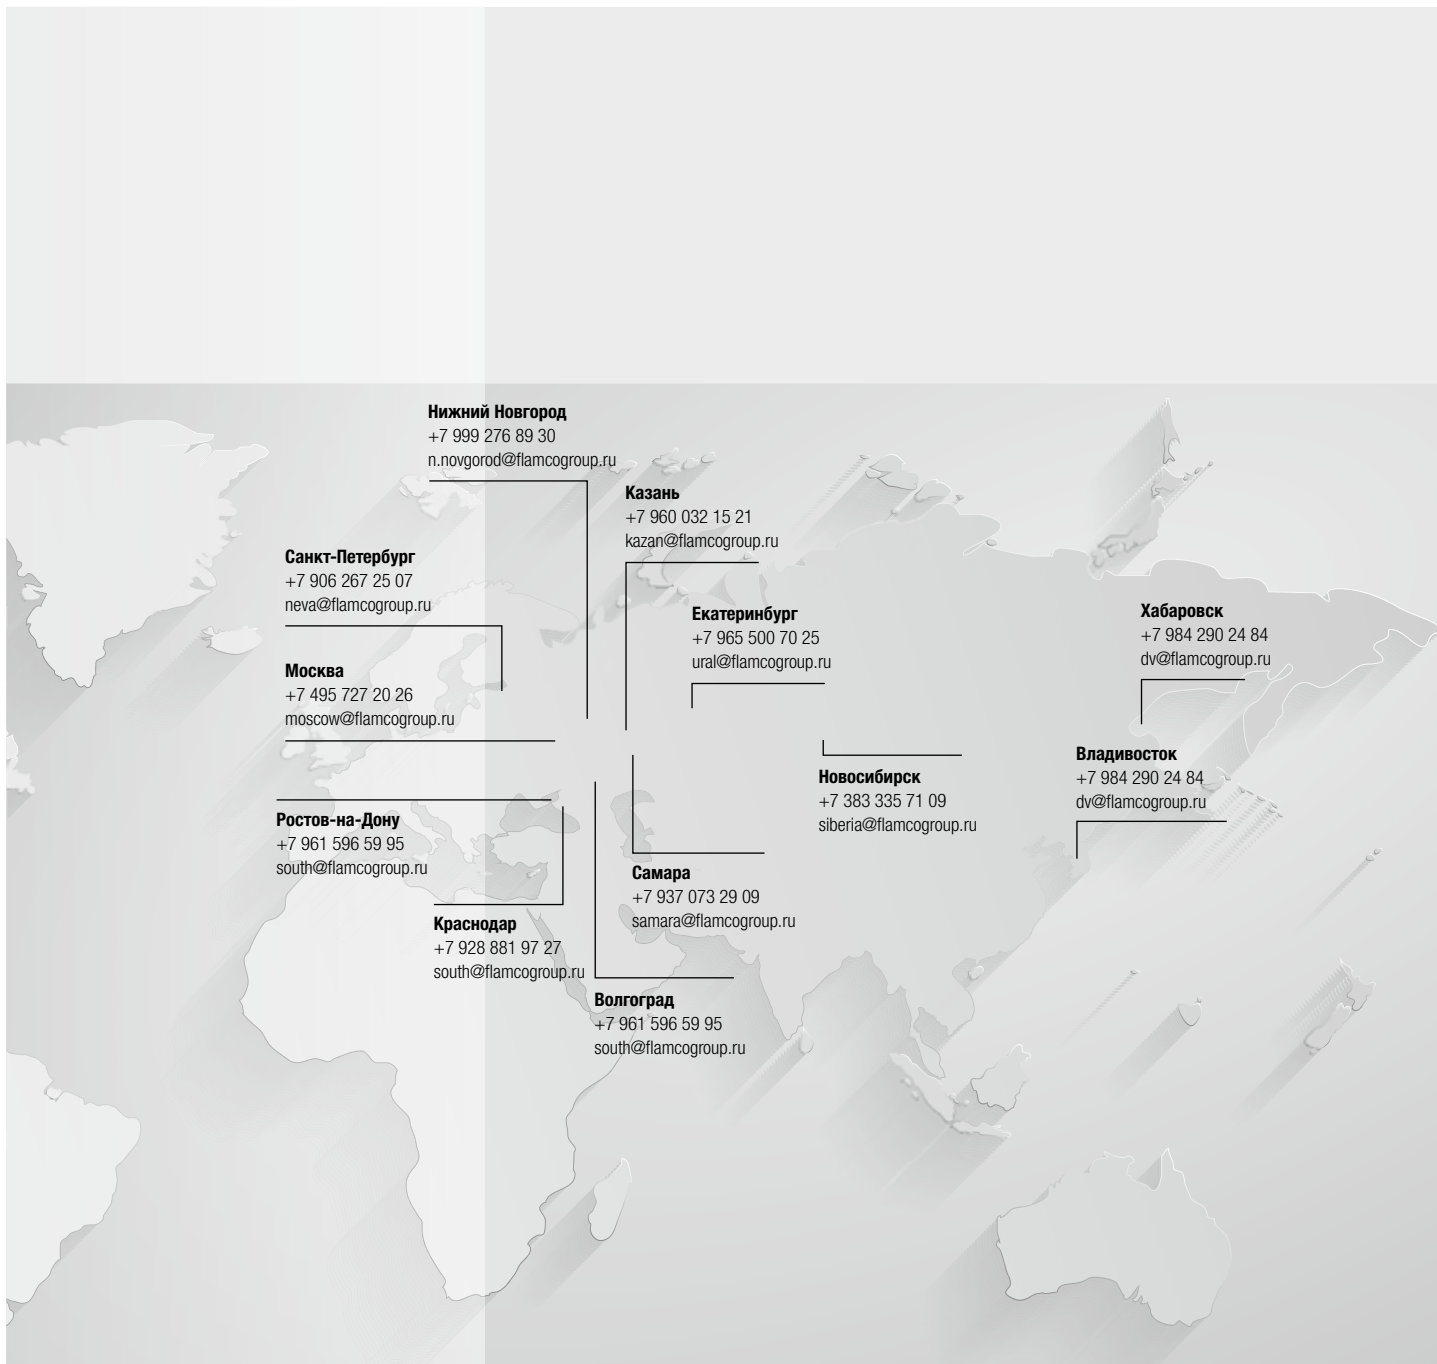 Нижний Новгород
+7 999 276 89 30
n.novgorod@flamcogroup.ru
Казань
+7 960 032 15 21
kazan@flamcogroup.ru
Санкт-Петербург
+7 906 267 25 07
neva@flamcogroup.ru
Екатеринбург
+7 965 500 70 25
ural@flamcogroup.ru
Хабаровск
+7 984 290 24 84
dv@flamcogroup.ru
Москва
+7 495 727 20 26
moscow@flamcogroup.ru
Владивосток
+7 984 290 24 84
dv@flamcogroup.ru
Новосибирск
+7 383 335 71 09
siberia@flamcogroup.ru
Ростов-на-Дону
+7 961 596 59 95
south@flamcogroup.ru
Самара
+7 937 073 29 09
samara@flamcogroup.ru
Краснодар
+7 928 881 97 27
south@flamcogroup.ru
Волгоград
+7 961 596 59 95
south@flamcogroup.ru